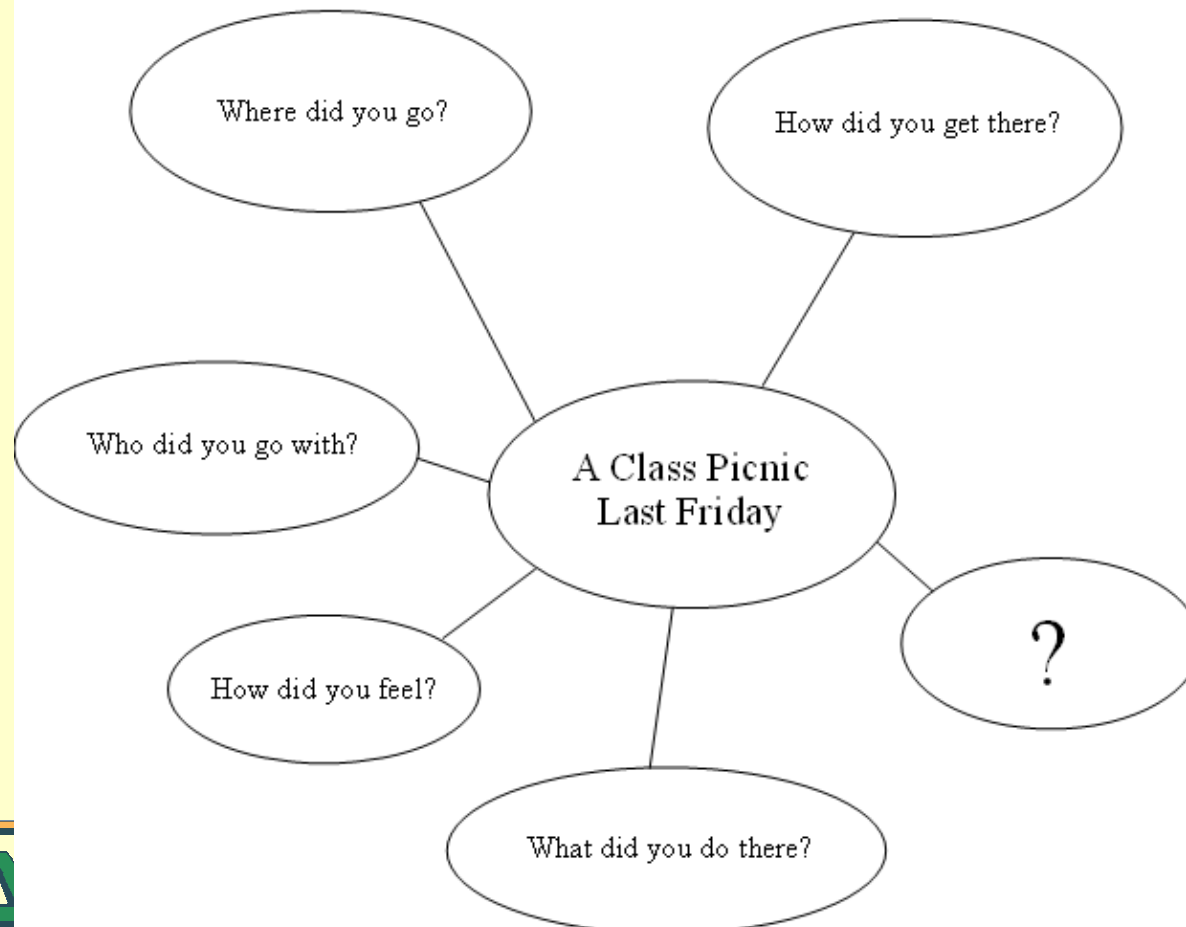 Where did you go?
How did you get there?
Who did you go with?
A Class Picnic
Last Friday
?
How did you feel?
What did you do there?